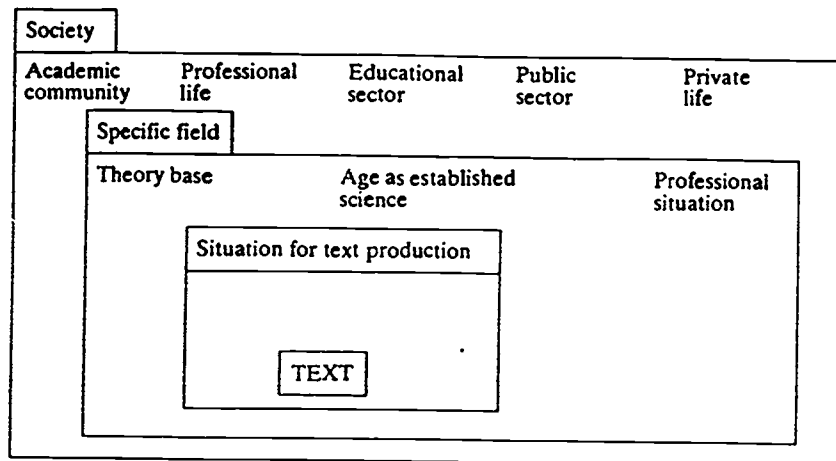 Society
Academic Professional Educational Public Private
community life sector sector life
Specific field
Theory base Age as established Professional
science situation
Situation for text production
TEXT